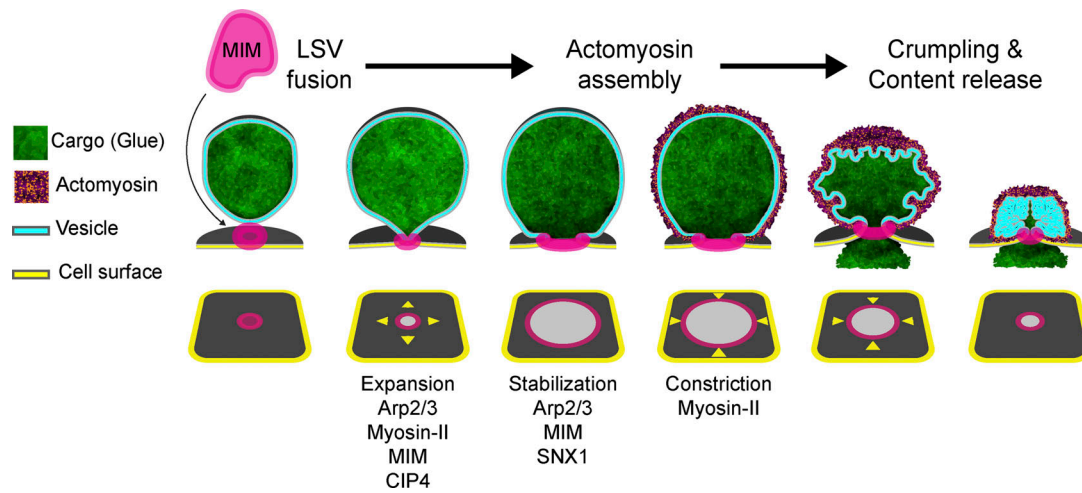 MIM
LSV
fusion
Actomyosin
assembly
Crumpling &
Content release
Cargo (Glue)
Actomyosin
Vesicle
Cell surface
Expansion
Arp2/3
Myosin-II
MIM
CIP4
Stabilization
Arp2/3
MIM
SNX1
Constriction
Myosin-II